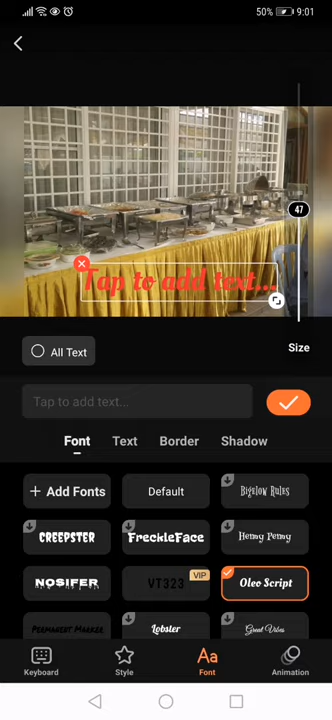 50% 9:01
47
Tap to add text...
All Text
Size
Tap to add text...
Font Text Border Shadow
+ Add Fonts Default Bigelow Rules
CREEPSTER FreckleFace Henny Penny
NOSIFER VT323 VIP Oleo Script
Permanent Marker Lobster Great Vibes
Keyboard Style Aa Font Animation